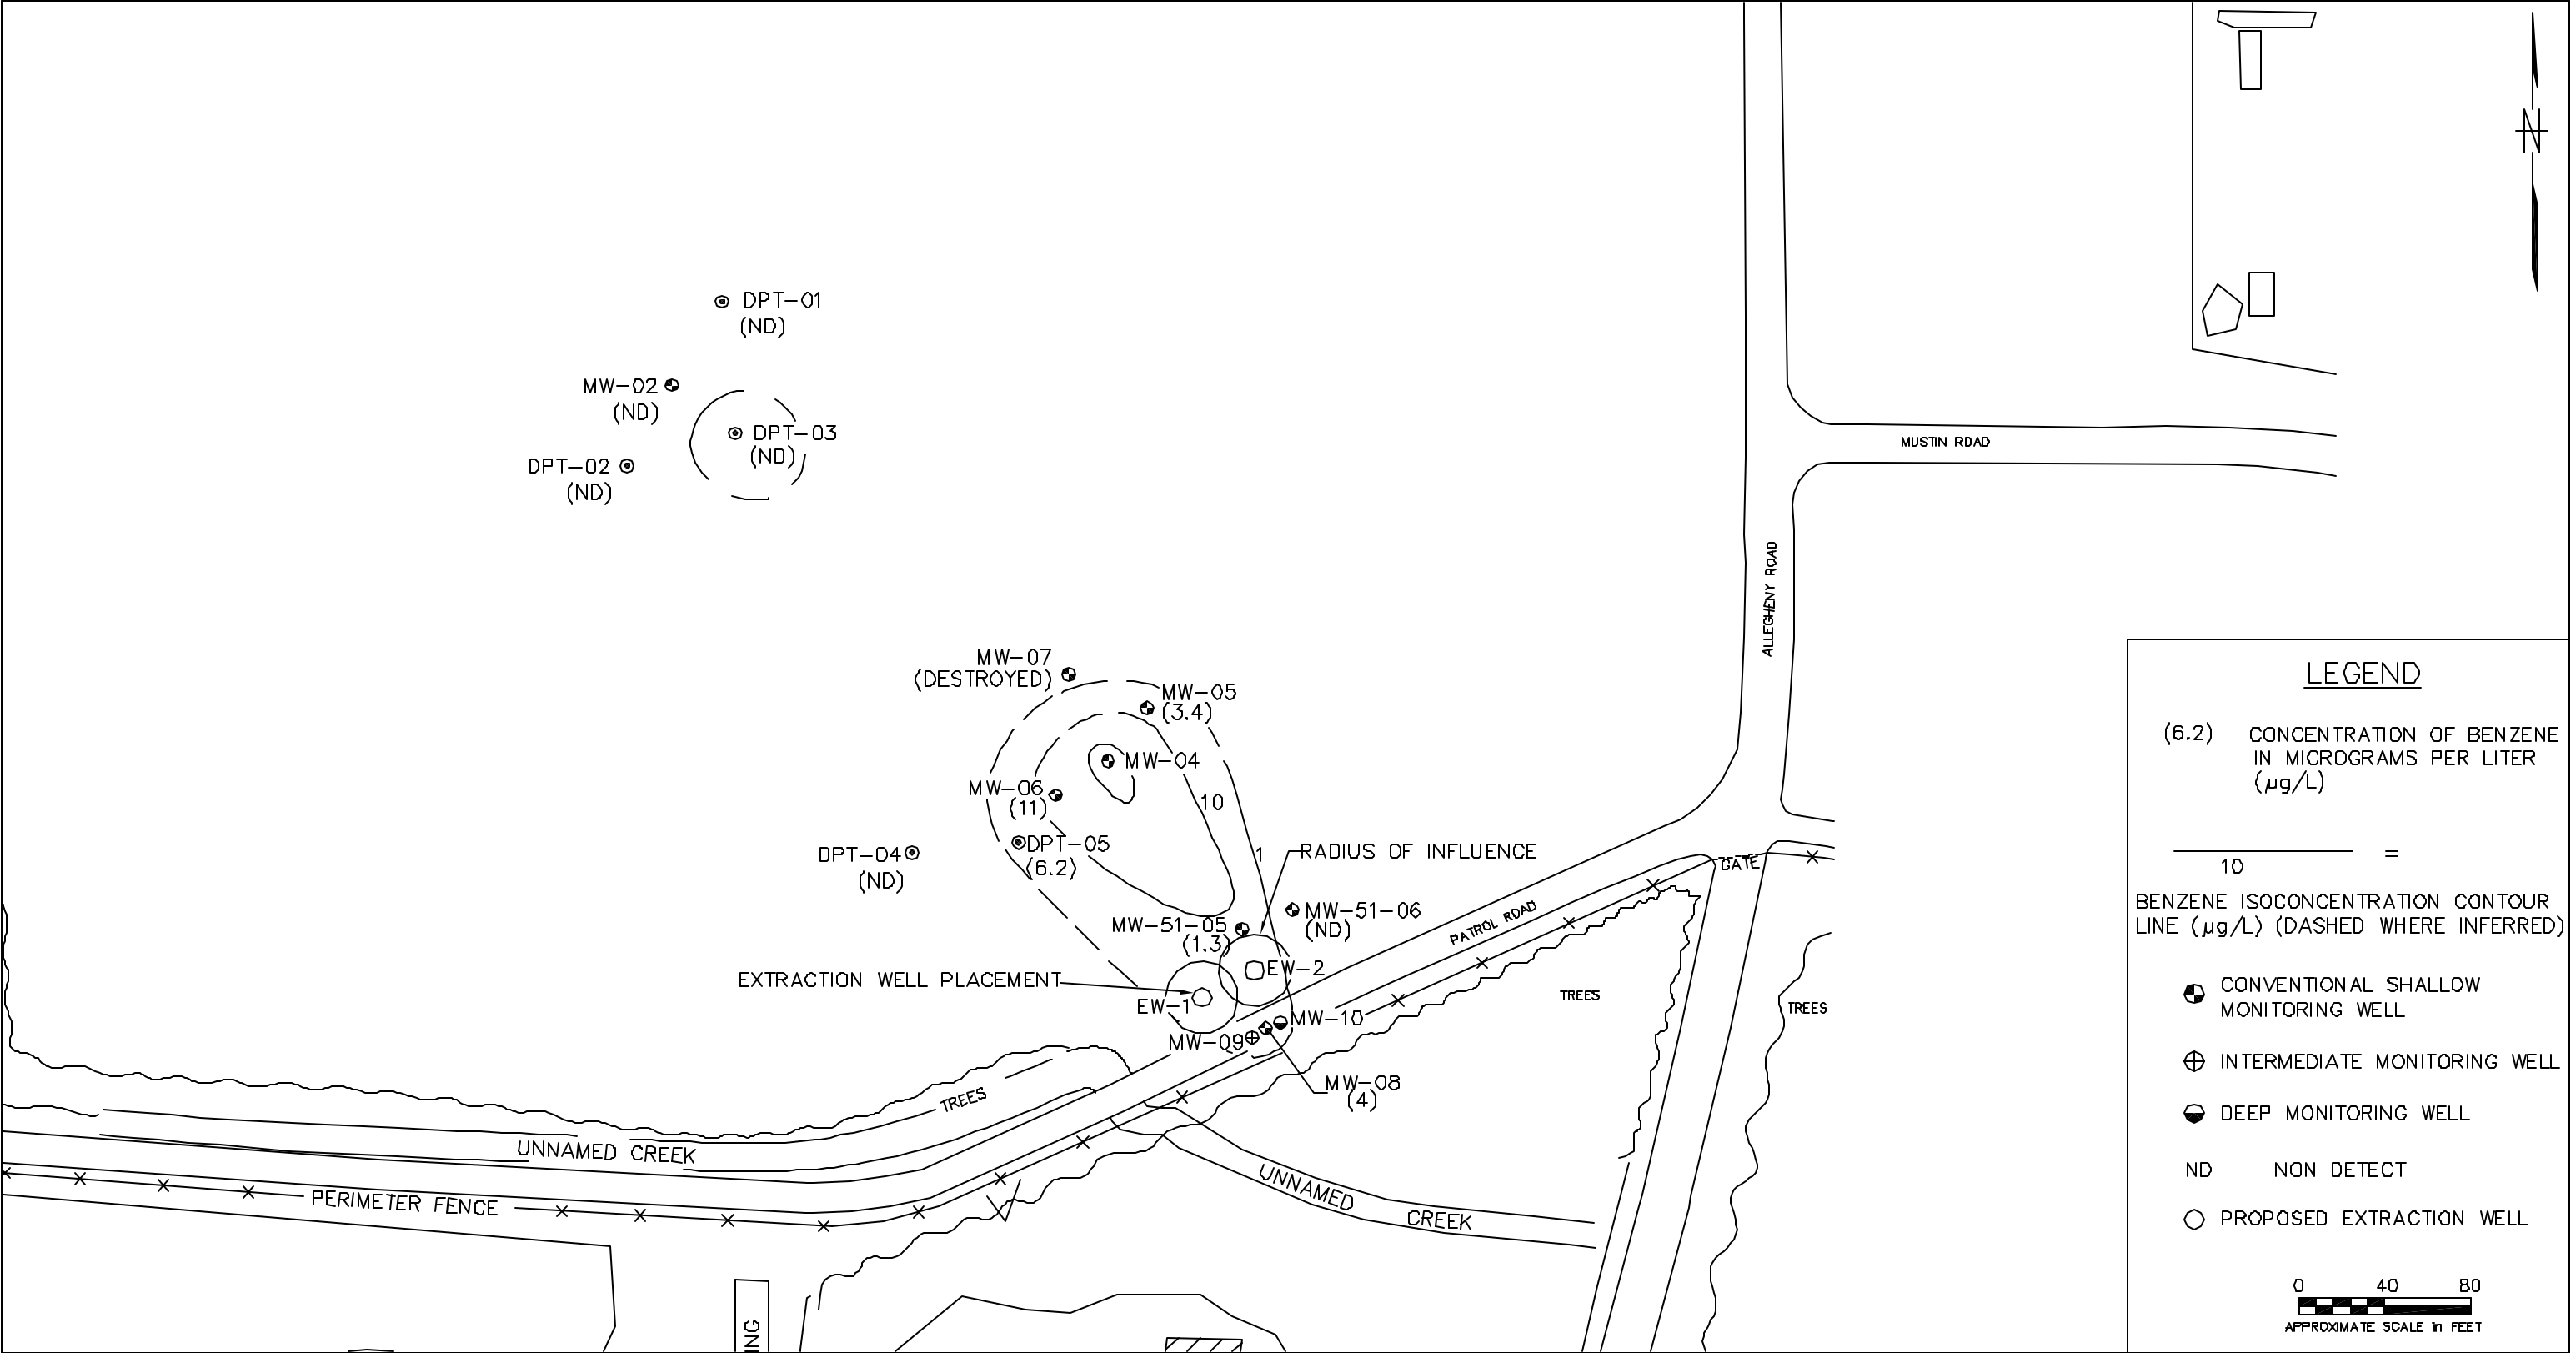 N
DPT-01
(ND)
MW-02
(ND)
DPT-03
(ND)
DPT-02
(ND)
MUSTIN ROAD
ALLEGHENY ROAD
MW-07
(DESTROYED)
MW-05
(3.4)
MW-04
MW-06
(11)
10
DPT-05
(6.2)
DPT-04
(ND)
1
RADIUS OF INFLUENCE
GATE
MW-51-06
(ND)
MW-51-05
(1.3)
PATROL ROAD
EW-2
EXTRACTION WELL PLACEMENT
EW-1
TREES
TREES
MW-10
MW-09
MW-08
(4)
TREES
UNNAMED CREEK
PERIMETER FENCE
UNNAMED CREEK
ING
LEGEND
(6.2) CONCENTRATION OF BENZENE
IN MICROGRAMS PER LITER
(µg/L)
10 =
BENZENE ISOCONCENTRATION CONTOUR
LINE (µg/L) (DASHED WHERE INFERRED)
CONVENTIONAL SHALLOW
MONITORING WELL
INTERMEDIATE MONITORING WELL
DEEP MONITORING WELL
ND NON DETECT
PROPOSED EXTRACTION WELL
0 40 80
APPROXIMATE SCALE in FEET